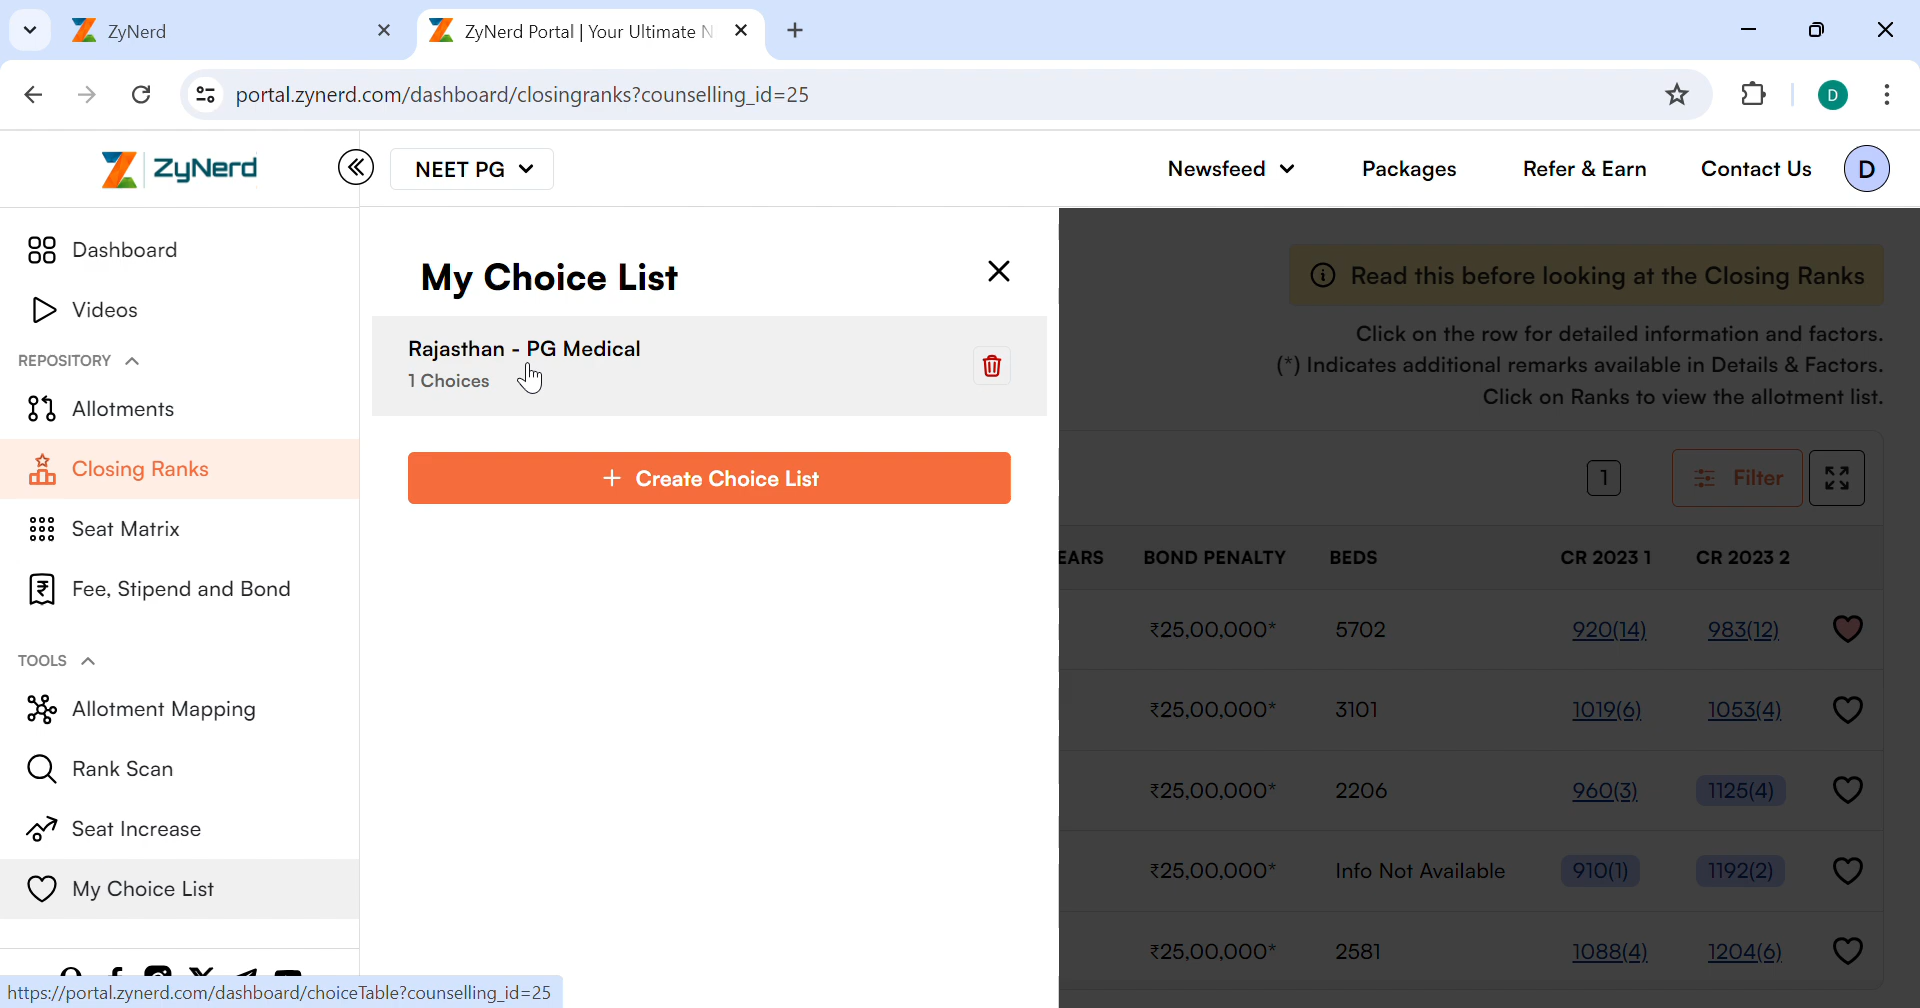 ZyNerd
ZyNerd Portal | Your Ultimate N
portal.zynerd.com/dashboard/closingranks?counselling_id=25
D
ZyNerd
NEET PG
Newsfeed
Packages
Refer & Earn
Contact Us
D
Dashboard
Videos
REPOSITORY
Allotments
Closing Ranks
Seat Matrix
Fee, Stipend and Bond
TOOLS
Allotment Mapping
Rank Scan
Seat Increase
My Choice List
My Choice List
Rajasthan - PG Medical
1 Choices
+ Create Choice List
Read this before looking at the Closing Ranks
Click on the row for detailed information and factors.
(*) Indicates additional remarks available in Details & Factors.
Click on Ranks to view the allotment list.
1 Filter
EARS BOND PENALTY BEDS CR 2023 1 CR 2023 2
₹25,00,000* 5702 920(14) 983(12)
₹25,00,000* 3101 1019(6) 1053(4)
₹25,00,000* 2206 960(3) 1125(4)
₹25,00,000* Info Not Available 910(1) 1192(2)
₹25,00,000* 2581 1088(4) 1204(6)
https://portal.zynerd.com/dashboard/choiceTable?counselling_id=25